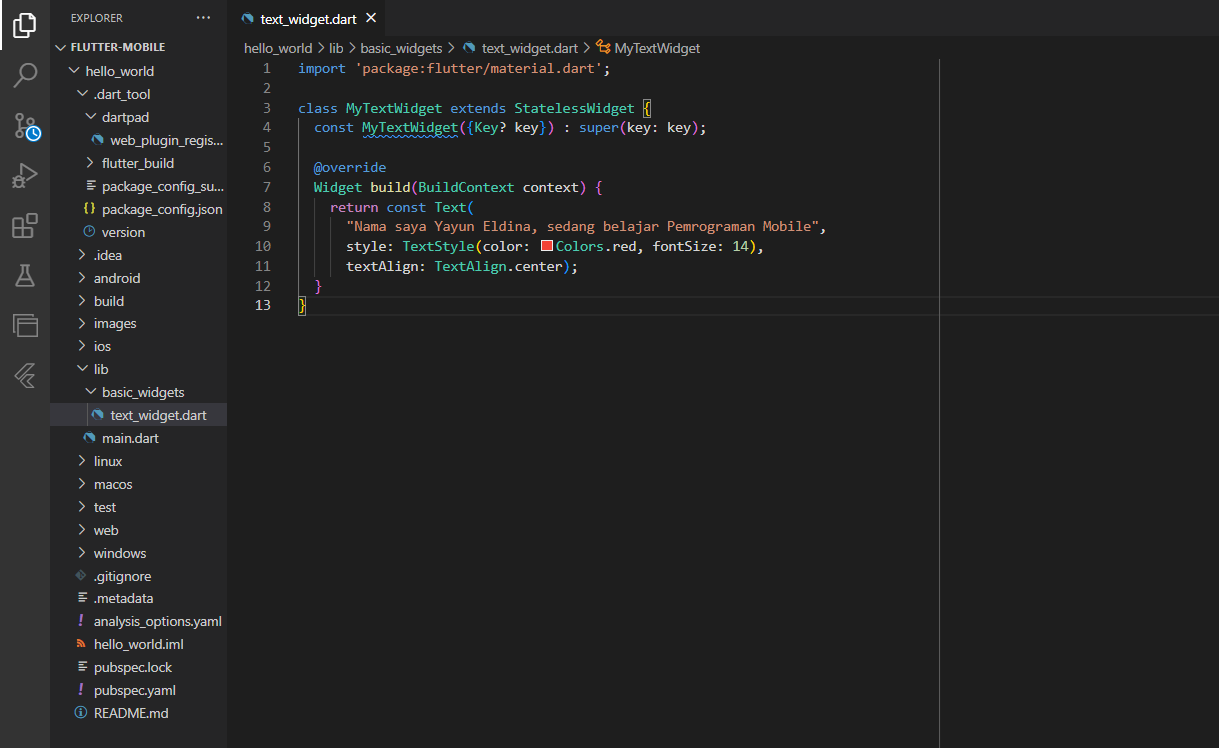 EXPLORER
FLUTTER-MOBILE
hello_world
.dart_tool
dartpad
web_plugin_regis...
flutter_build
package_config_su...
package_config.json
version
.idea
android
build
images
ios
lib
basic_widgets
text_widget.dart
main.dart
linux
macos
test
web
windows
.gitignore
.metadata
analysis_options.yaml
hello_world.iml
pubspec.lock
pubspec.yaml
README.md
text_widget.dart
hello_world > lib > basic_widgets > text_widget.dart > MyTextWidget
1 import 'package:flutter/material.dart';
2
3 class MyTextWidget extends StatelessWidget {
4 const MyTextWidget({Key? key}) : super(key: key);
5
6 @override
7 Widget build(BuildContext context) {
8 return const Text(
9 "Nama saya Yayun Eldina, sedang belajar Pemrograman Mobile",
10 style: TextStyle(color: Colors.red, fontSize: 14),
11 textAlign: TextAlign.center);
12 }
13 }